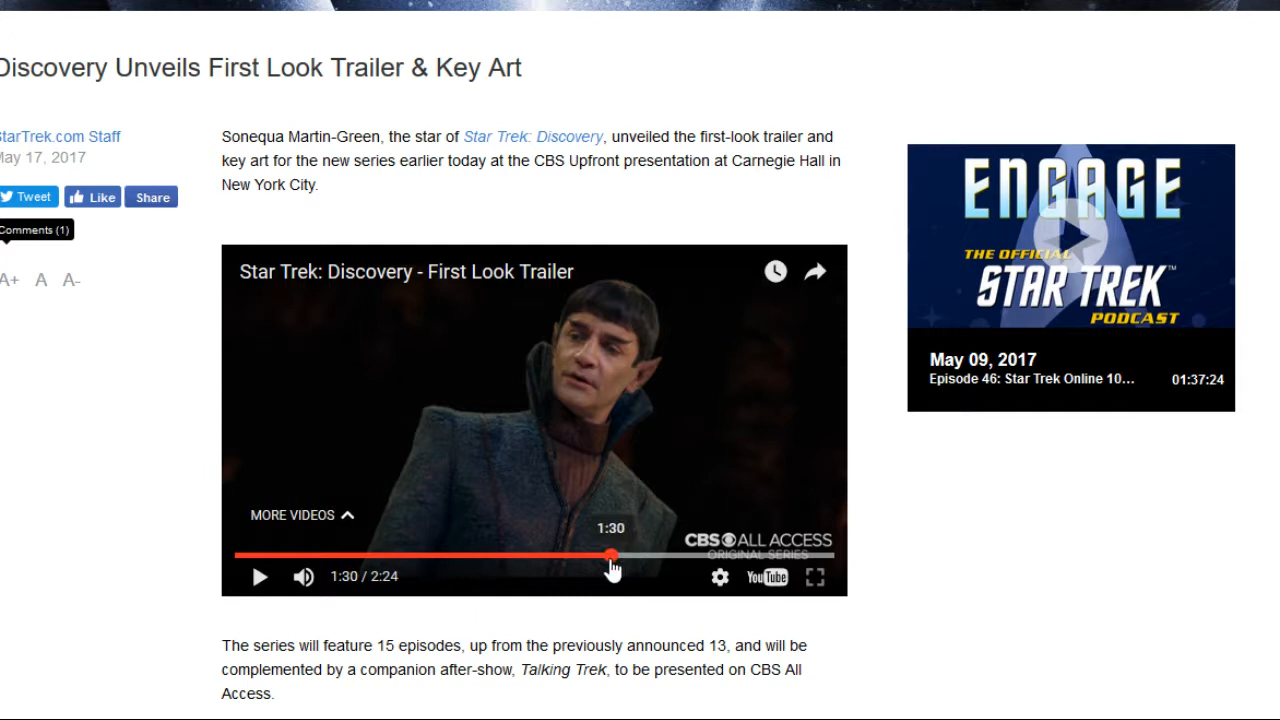 Discovery Unveils First Look Trailer & Key Art
StarTrek.com Staff
May 17, 2017
Tweet
Like
Share
Comments (1)
A+ A A-
Sonequa Martin-Green, the star of Star Trek: Discovery, unveiled the first-look trailer and
key art for the new series earlier today at the CBS Upfront presentation at Carnegie Hall in
New York City.
Star Trek: Discovery - First Look Trailer
MORE VIDEOS
1:30
CBS ALL ACCESS
ORIGINAL SERIES
1:30 / 2:24
YouTube
The series will feature 15 episodes, up from the previously announced 13, and will be
complemented by a companion after-show, Talking Trek, to be presented on CBS All
Access.
ENGAGE
THE OFFICIAL
STAR TREK™
PODCAST
May 09, 2017
Episode 46: Star Trek Online 10...
01:37:24